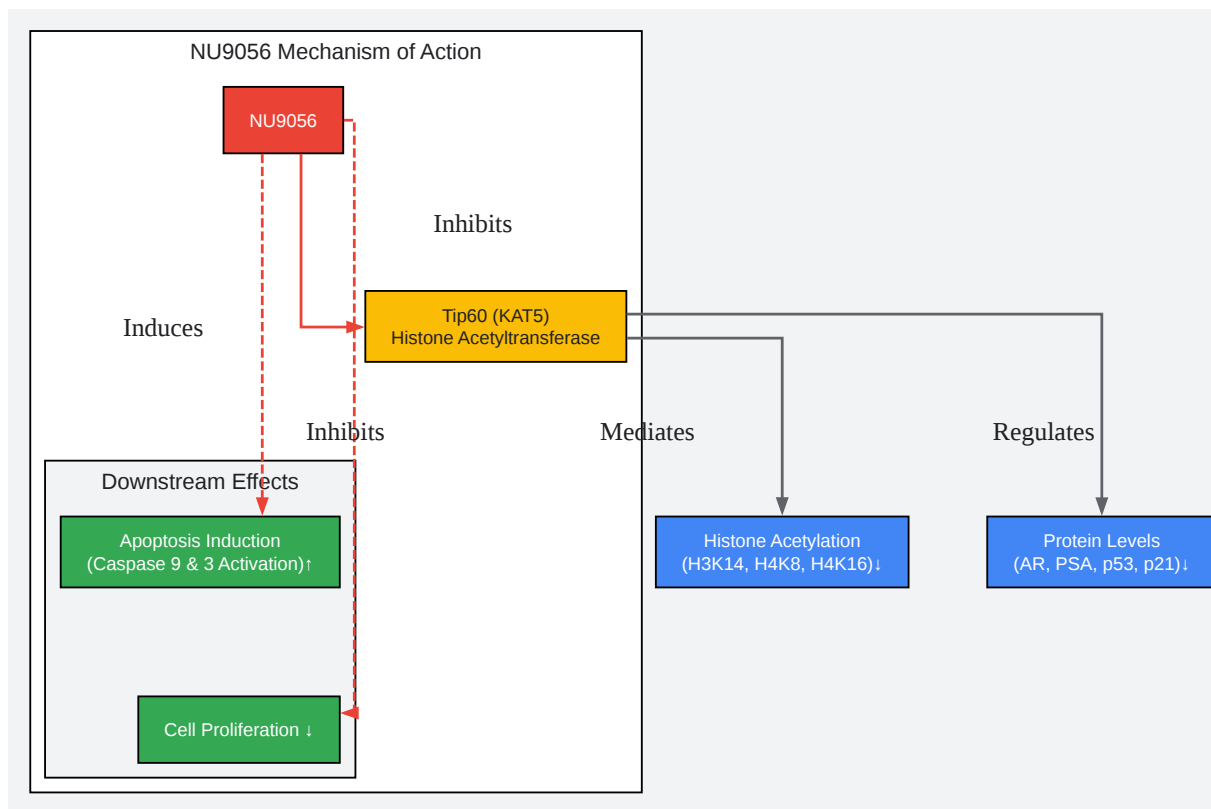 NU9056 Mechanism of Action
NU9056
Inhibits
Tip60 (KAT5)
Histone Acetyltransferase
Induces
Inhibits
Mediates
Regulates
Downstream Effects
Apoptosis Induction
(Caspase 9 & 3 Activation)↑
Histone Acetylation
(H3K14, H4K8, H4K16)↓
Protein Levels
(AR, PSA, p53, p21)↓
Cell Proliferation ↓